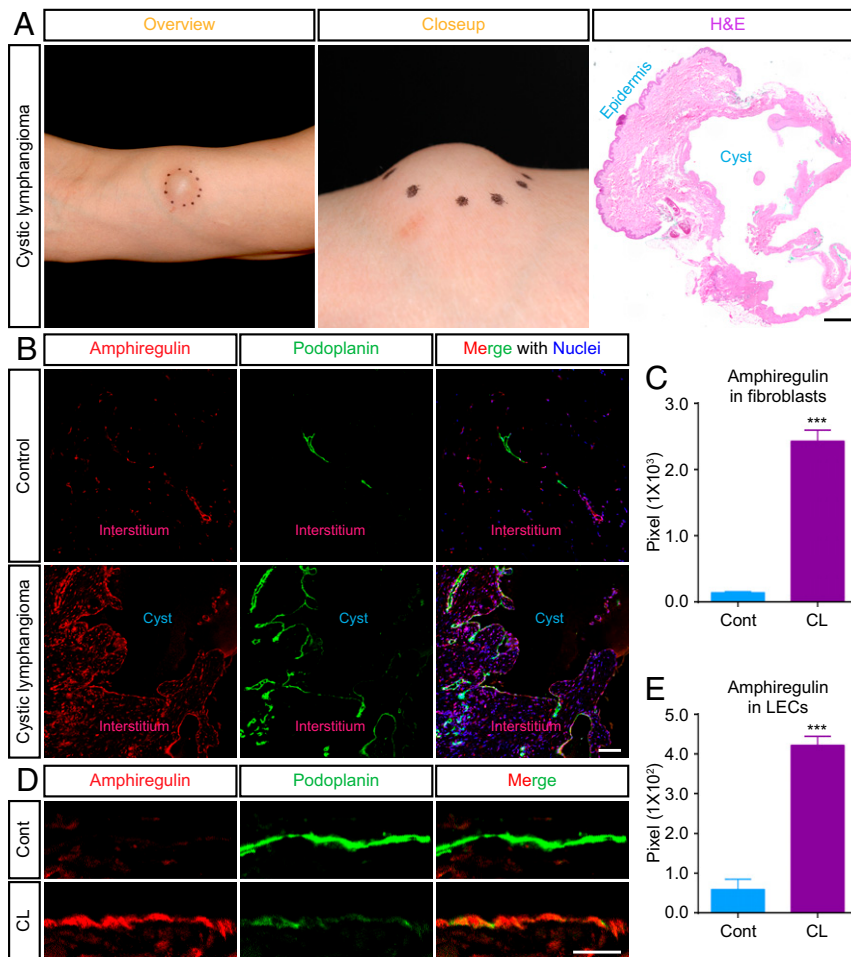 A
Overview
Closeup
H&E
Cystic lymphangioma
Epidermis
Cyst
B
Amphiregulin
Podoplanin
Merge with Nuclei
Control
Interstitium
Interstitium
Interstitium
Cystic lymphangioma
Cyst
Cyst
Cyst
Interstitium
Interstitium
Interstitium
C
Amphiregulin
in fibroblasts
Pixel (1X10³)
3.0
2.0
1.0
0.0
***
Cont
CL
D
Amphiregulin
Podoplanin
Merge
Cont
CL
E
Amphiregulin
in LECs
Pixel (1X10²)
5.0
4.0
3.0
2.0
1.0
0.0
***
Cont
CL